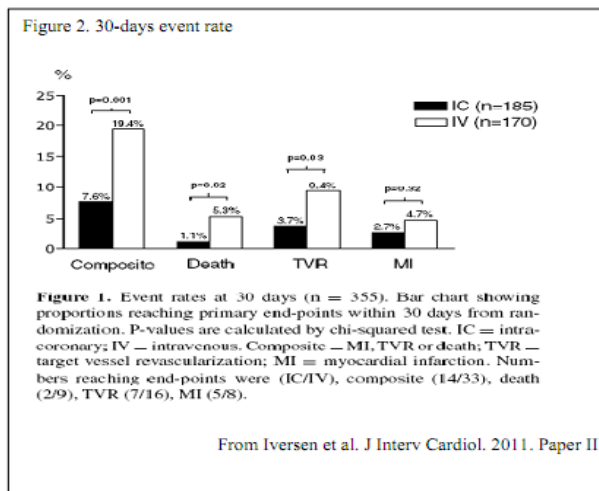 Figure 2. 30-days event rate
%
25
20
15
10
5
0
p=0.001
19.4%
7.6%
p=0.02
5.3%
1.1%
p=0.03
9.4%
3.7%
p=0.32
4.7%
2.7%
IC (n=185)
IV (n=170)
Composite
Death
TVR
MI
Figure 1. Event rates at 30 days (n = 355). Bar chart showing
proportions reaching primary end-points within 30 days from ran-
domization. P-values are calculated by chi-squared test. IC = intra-
coronary; IV = intravenous. Composite = MI, TVR or death; TVR =
target vessel revascularization; MI = myocardial infarction. Num-
bers reaching end-points were (IC/IV), composite (14/33), death
(2/9), TVR (7/16), MI (5/8).
From Iversen et al. J Interv Cardiol. 2011. Paper II